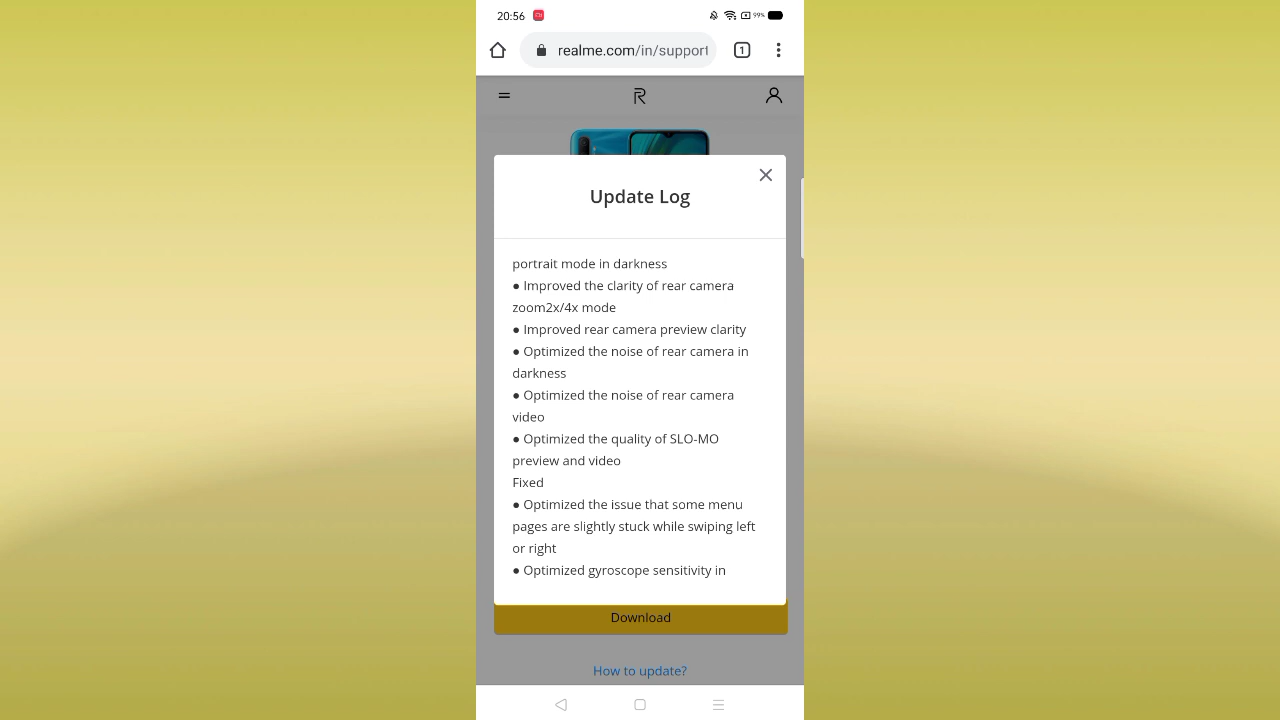 20:56
99%
realme.com/in/support
1
Update Log
portrait mode in darkness
● Improved the clarity of rear camera
zoom2x/4x mode
● Improved rear camera preview clarity
● Optimized the noise of rear camera in
darkness
● Optimized the noise of rear camera
video
● Optimized the quality of SLO-MO
preview and video
Fixed
● Optimized the issue that some menu
pages are slightly stuck while swiping left
or right
● Optimized gyroscope sensitivity in
Download
How to update?